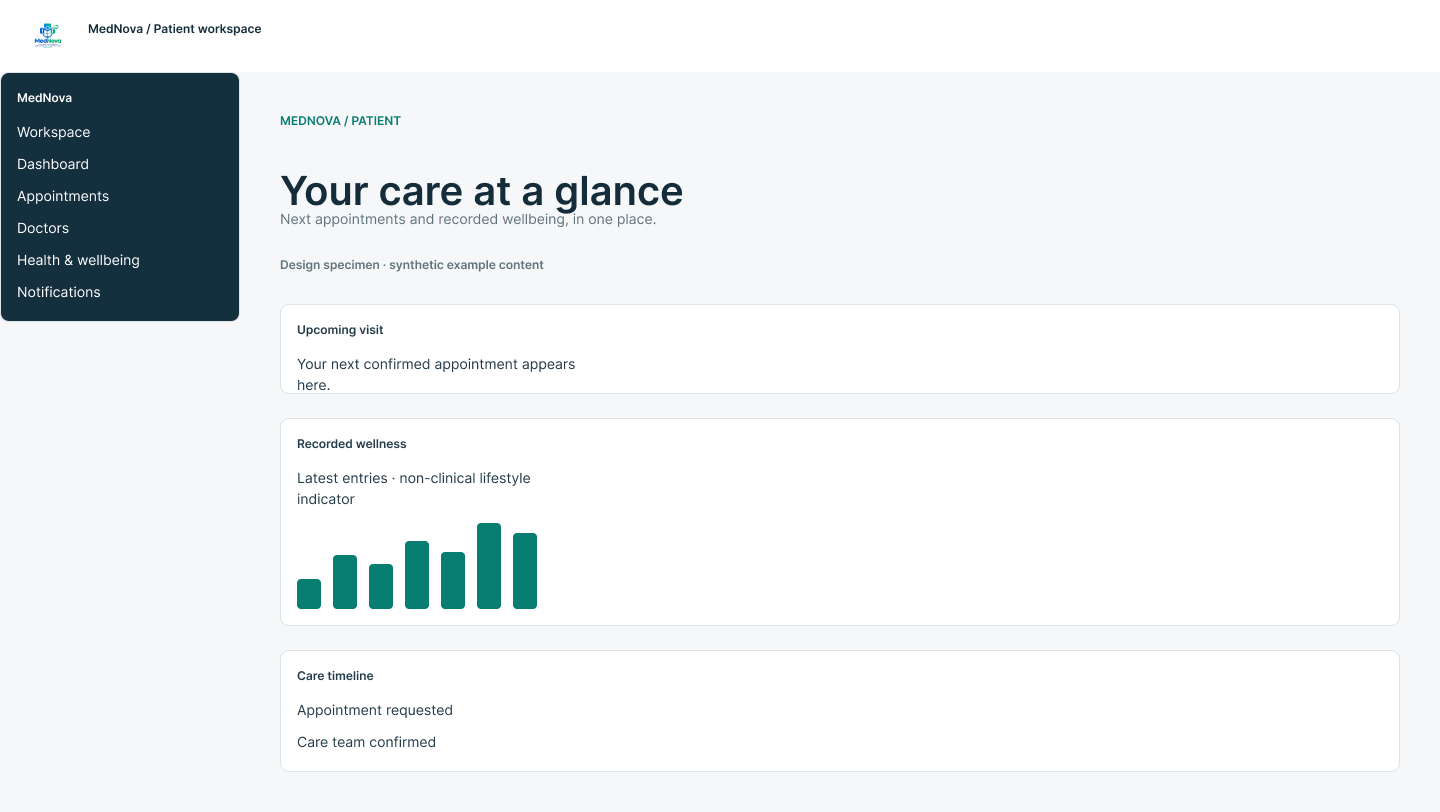 MedNova
MedNova / Patient workspace
MedNova
Workspace
Dashboard
Appointments
Doctors
Health & wellbeing
Notifications
MEDNOVA / PATIENT
Your care at a glance
Next appointments and recorded wellbeing, in one place.
Design specimen · synthetic example content
Upcoming visit
Your next confirmed appointment appears
here.
Recorded wellness
Latest entries · non-clinical lifestyle
indicator
Care timeline
Appointment requested
Care team confirmed